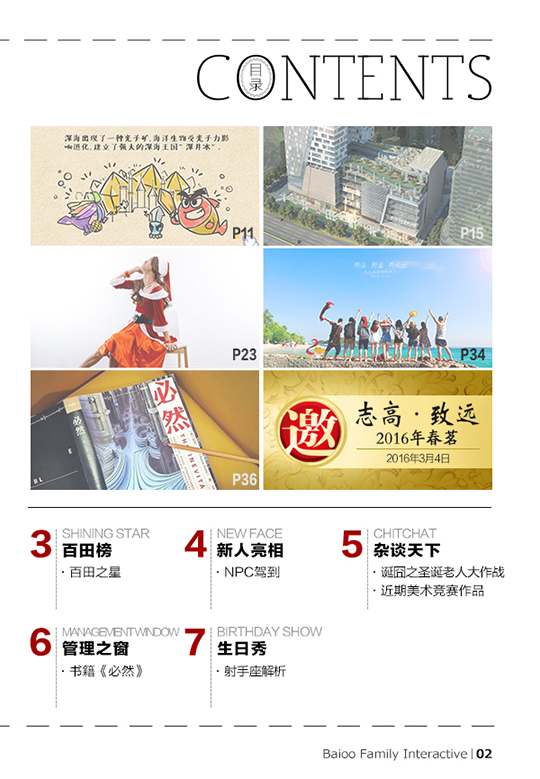 CONTENTS
目录
深海出现了一种光子矿，海洋生物受光子力影
响进化，建立了强大的深海王国“深井冰”.
P11
P15
P23
P34
必然
必然
THE INEVITA
P36
邀
志高·致远
2016年春茗
2016年3月4日
3
SHINING STAR
百田榜
·百田之星
4
NEW FACE
新人亮相
·NPC驾到
5
CHITCHAT
杂谈天下
·诞囧之圣诞老人大作战
·近期美术竞赛作品
6
MANAGEMENT WINDOW
管理之窗
·书籍《必然》
7
BIRTHDAY SHOW
生日秀
·射手座解析
Baioo Family Interactive | 02